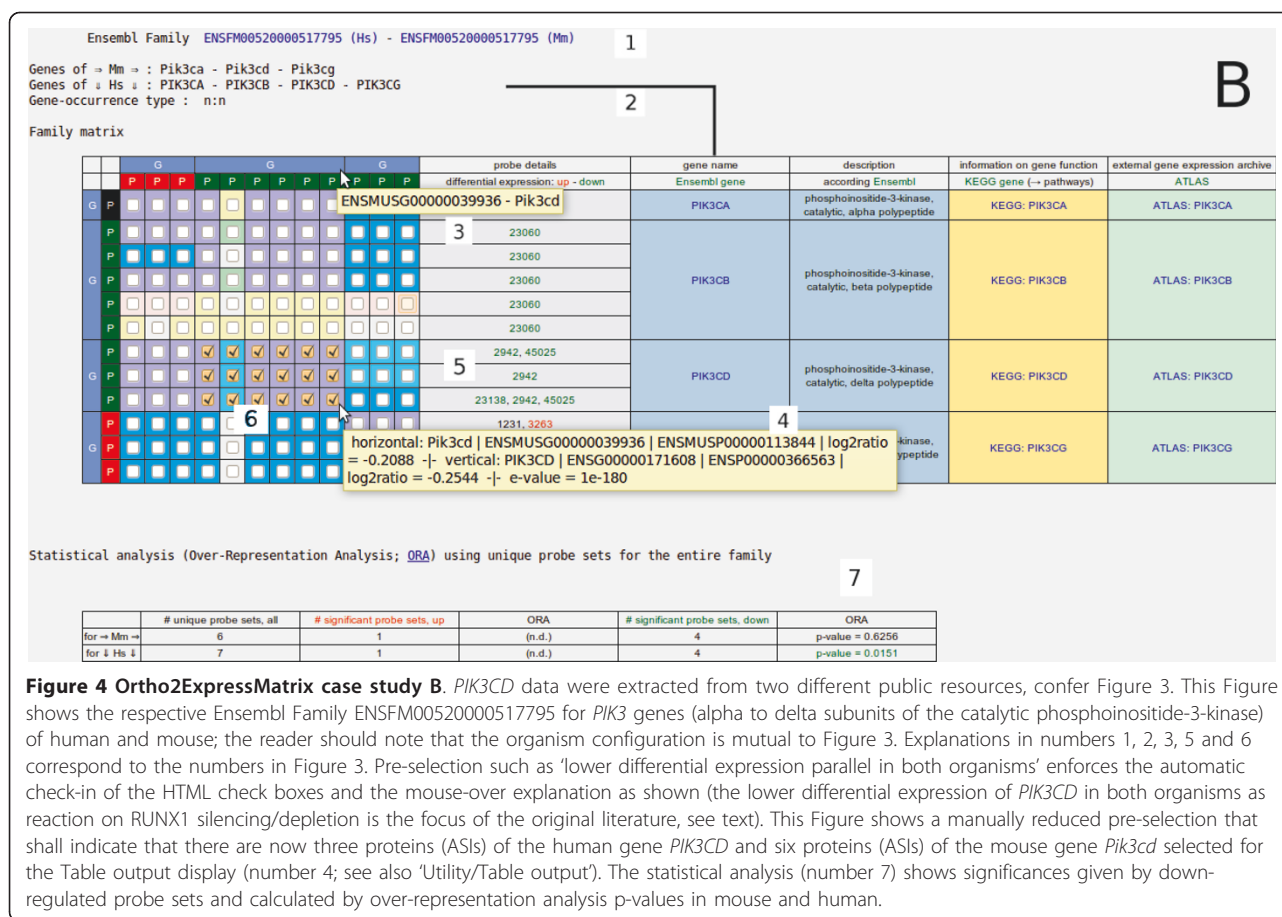 Ensembl Family ENSFM00520000517795 (Hs) - ENSFM00520000517795 (Mm) 1
Genes of ⇒ Mm ⇒ : Pik3ca - Pik3cd - Pik3cg
Genes of ⇓ Hs ⇓ : PIK3CA - PIK3CB - PIK3CD - PIK3CG
Gene-occurrence type : n:n
2
B
Family matrix
G G G probe details gene name description information on gene function external gene expression archive
P P P P P P P P P P P differential expression: up - down Ensembl gene according Ensembl KEGG gene (→ pathways) ATLAS
G P PIK3CA phosphoinositide-3-kinase, catalytic, alpha polypeptide KEGG: PIK3CA ATLAS: PIK3CA
ENSMUSG00000039936 - Pik3cd
3
P 23060
P 23060
G P 23060 PIK3CB phosphoinositide-3-kinase, catalytic, beta polypeptide KEGG: PIK3CB ATLAS: PIK3CB
P 23060
P 23060
P 2942, 45025
G P 5 2942 PIK3CD phosphoinositide-3-kinase, catalytic, delta polypeptide KEGG: PIK3CD ATLAS: PIK3CD
P 23138, 2942, 45025
P 6 1231, 3263 4
G P KEGG: PIK3CG ATLAS: PIK3CG
P
horizontal: Pik3cd | ENSMUSG00000039936 | ENSMUSP00000113844 | log2ratio
= -0.2088 -|- vertical: PIK3CD | ENSG00000171608 | ENSP00000366563 |
log2ratio = -0.2544 -|- e-value = 1e-180
Statistical analysis (Over-Representation Analysis; ORA) using unique probe sets for the entire family
7
# unique probe sets, all # significant probe sets, up ORA # significant probe sets, down ORA
for ⇒ Mm ⇒ 6 1 (n.d.) 4 p-value = 0.6256
for ⇓ Hs ⇓ 7 1 (n.d.) 4 p-value = 0.0151
Figure 4 Ortho2ExpressMatrix case study B. PIK3CD data were extracted from two different public resources, confer Figure 3. This Figure
shows the respective Ensembl Family ENSFM00520000517795 for PIK3 genes (alpha to delta subunits of the catalytic phosphoinositide-3-kinase)
of human and mouse; the reader should note that the organism configuration is mutual to Figure 3. Explanations in numbers 1, 2, 3, 5 and 6
correspond to the numbers in Figure 3. Pre-selection such as 'lower differential expression parallel in both organisms' enforces the automatic
check-in of the HTML check boxes and the mouse-over explanation as shown (the lower differential expression of PIK3CD in both organisms as
reaction on RUNX1 silencing/depletion is the focus of the original literature, see text). This Figure shows a manually reduced pre-selection that
shall indicate that there are now three proteins (ASIs) of the human gene PIK3CD and six proteins (ASIs) of the mouse gene Pik3cd selected for
the Table output display (number 4; see also 'Utility/Table output'). The statistical analysis (number 7) shows significances given by down-
regulated probe sets and calculated by over-representation analysis p-values in mouse and human.